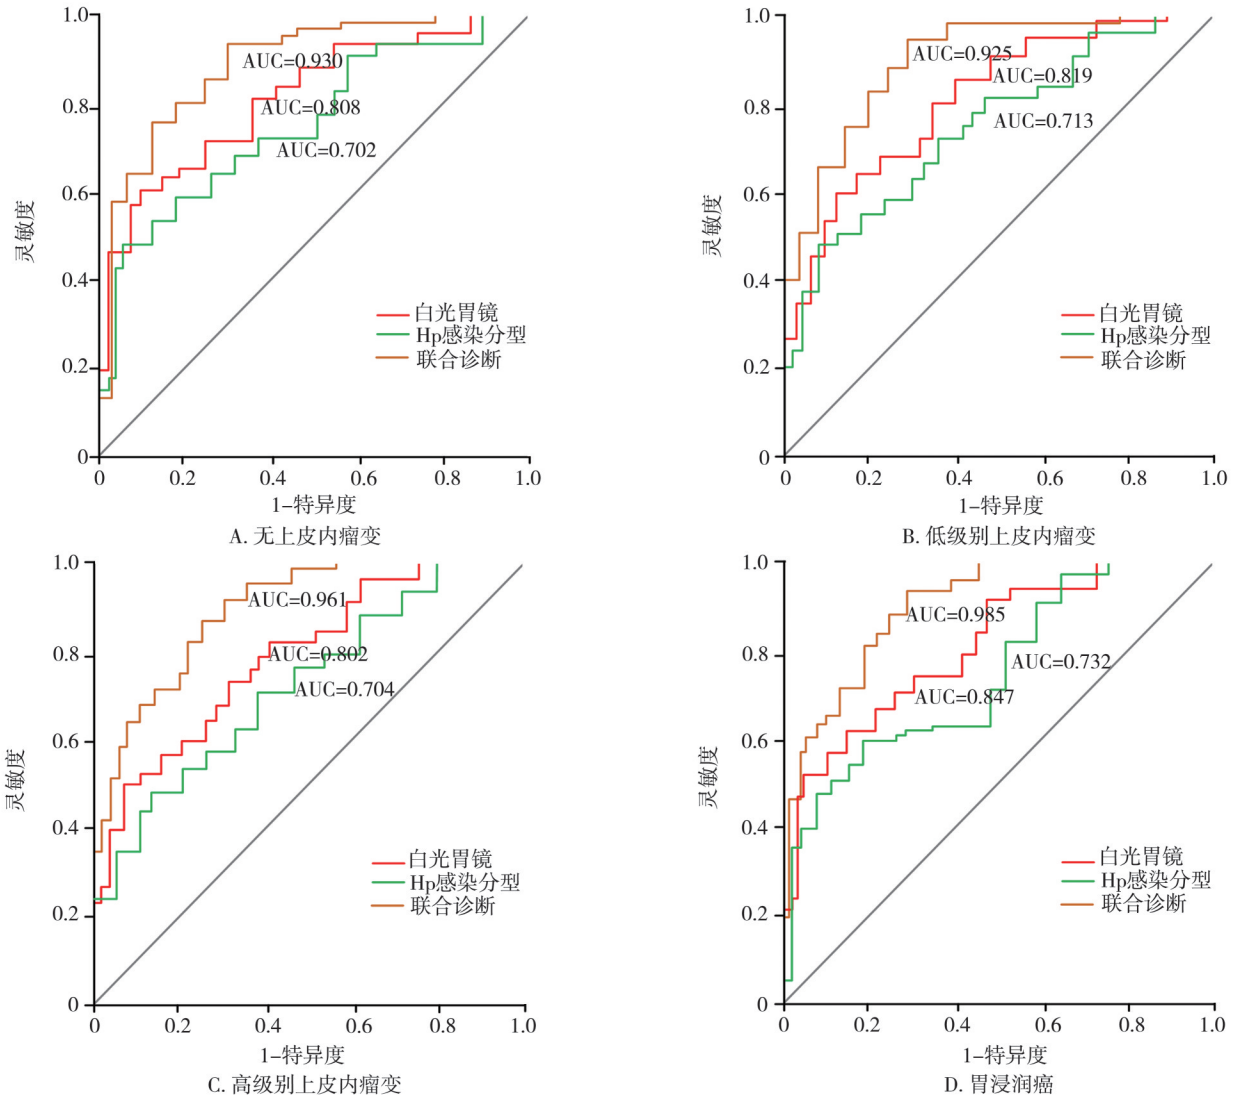 1.0
0.8
0.6
0.4
0.2
0
灵敏度
AUC=0.930
AUC=0.808
AUC=0.702
白光胃镜
Hp感染分型
联合诊断
0 0.2 0.4 0.6 0.8 1.0
1-特异度
A. 无上皮内瘤变
1.0
0.8
0.6
0.4
0.2
0
灵敏度
AUC=0.925
AUC=0.819
AUC=0.713
白光胃镜
Hp感染分型
联合诊断
0 0.2 0.4 0.6 0.8 1.0
1-特异度
B. 低级别上皮内瘤变
1.0
0.8
0.6
0.4
0.2
0
灵敏度
AUC=0.961
AUC=0.802
AUC=0.704
白光胃镜
Hp感染分型
联合诊断
0 0.2 0.4 0.6 0.8 1.0
1-特异度
C. 高级别上皮内瘤变
1.0
0.8
0.6
0.4
0.2
0
灵敏度
AUC=0.985
AUC=0.732
AUC=0.847
白光胃镜
Hp感染分型
联合诊断
0 0.2 0.4 0.6 0.8 1.0
1-特异度
D. 胃浸润癌